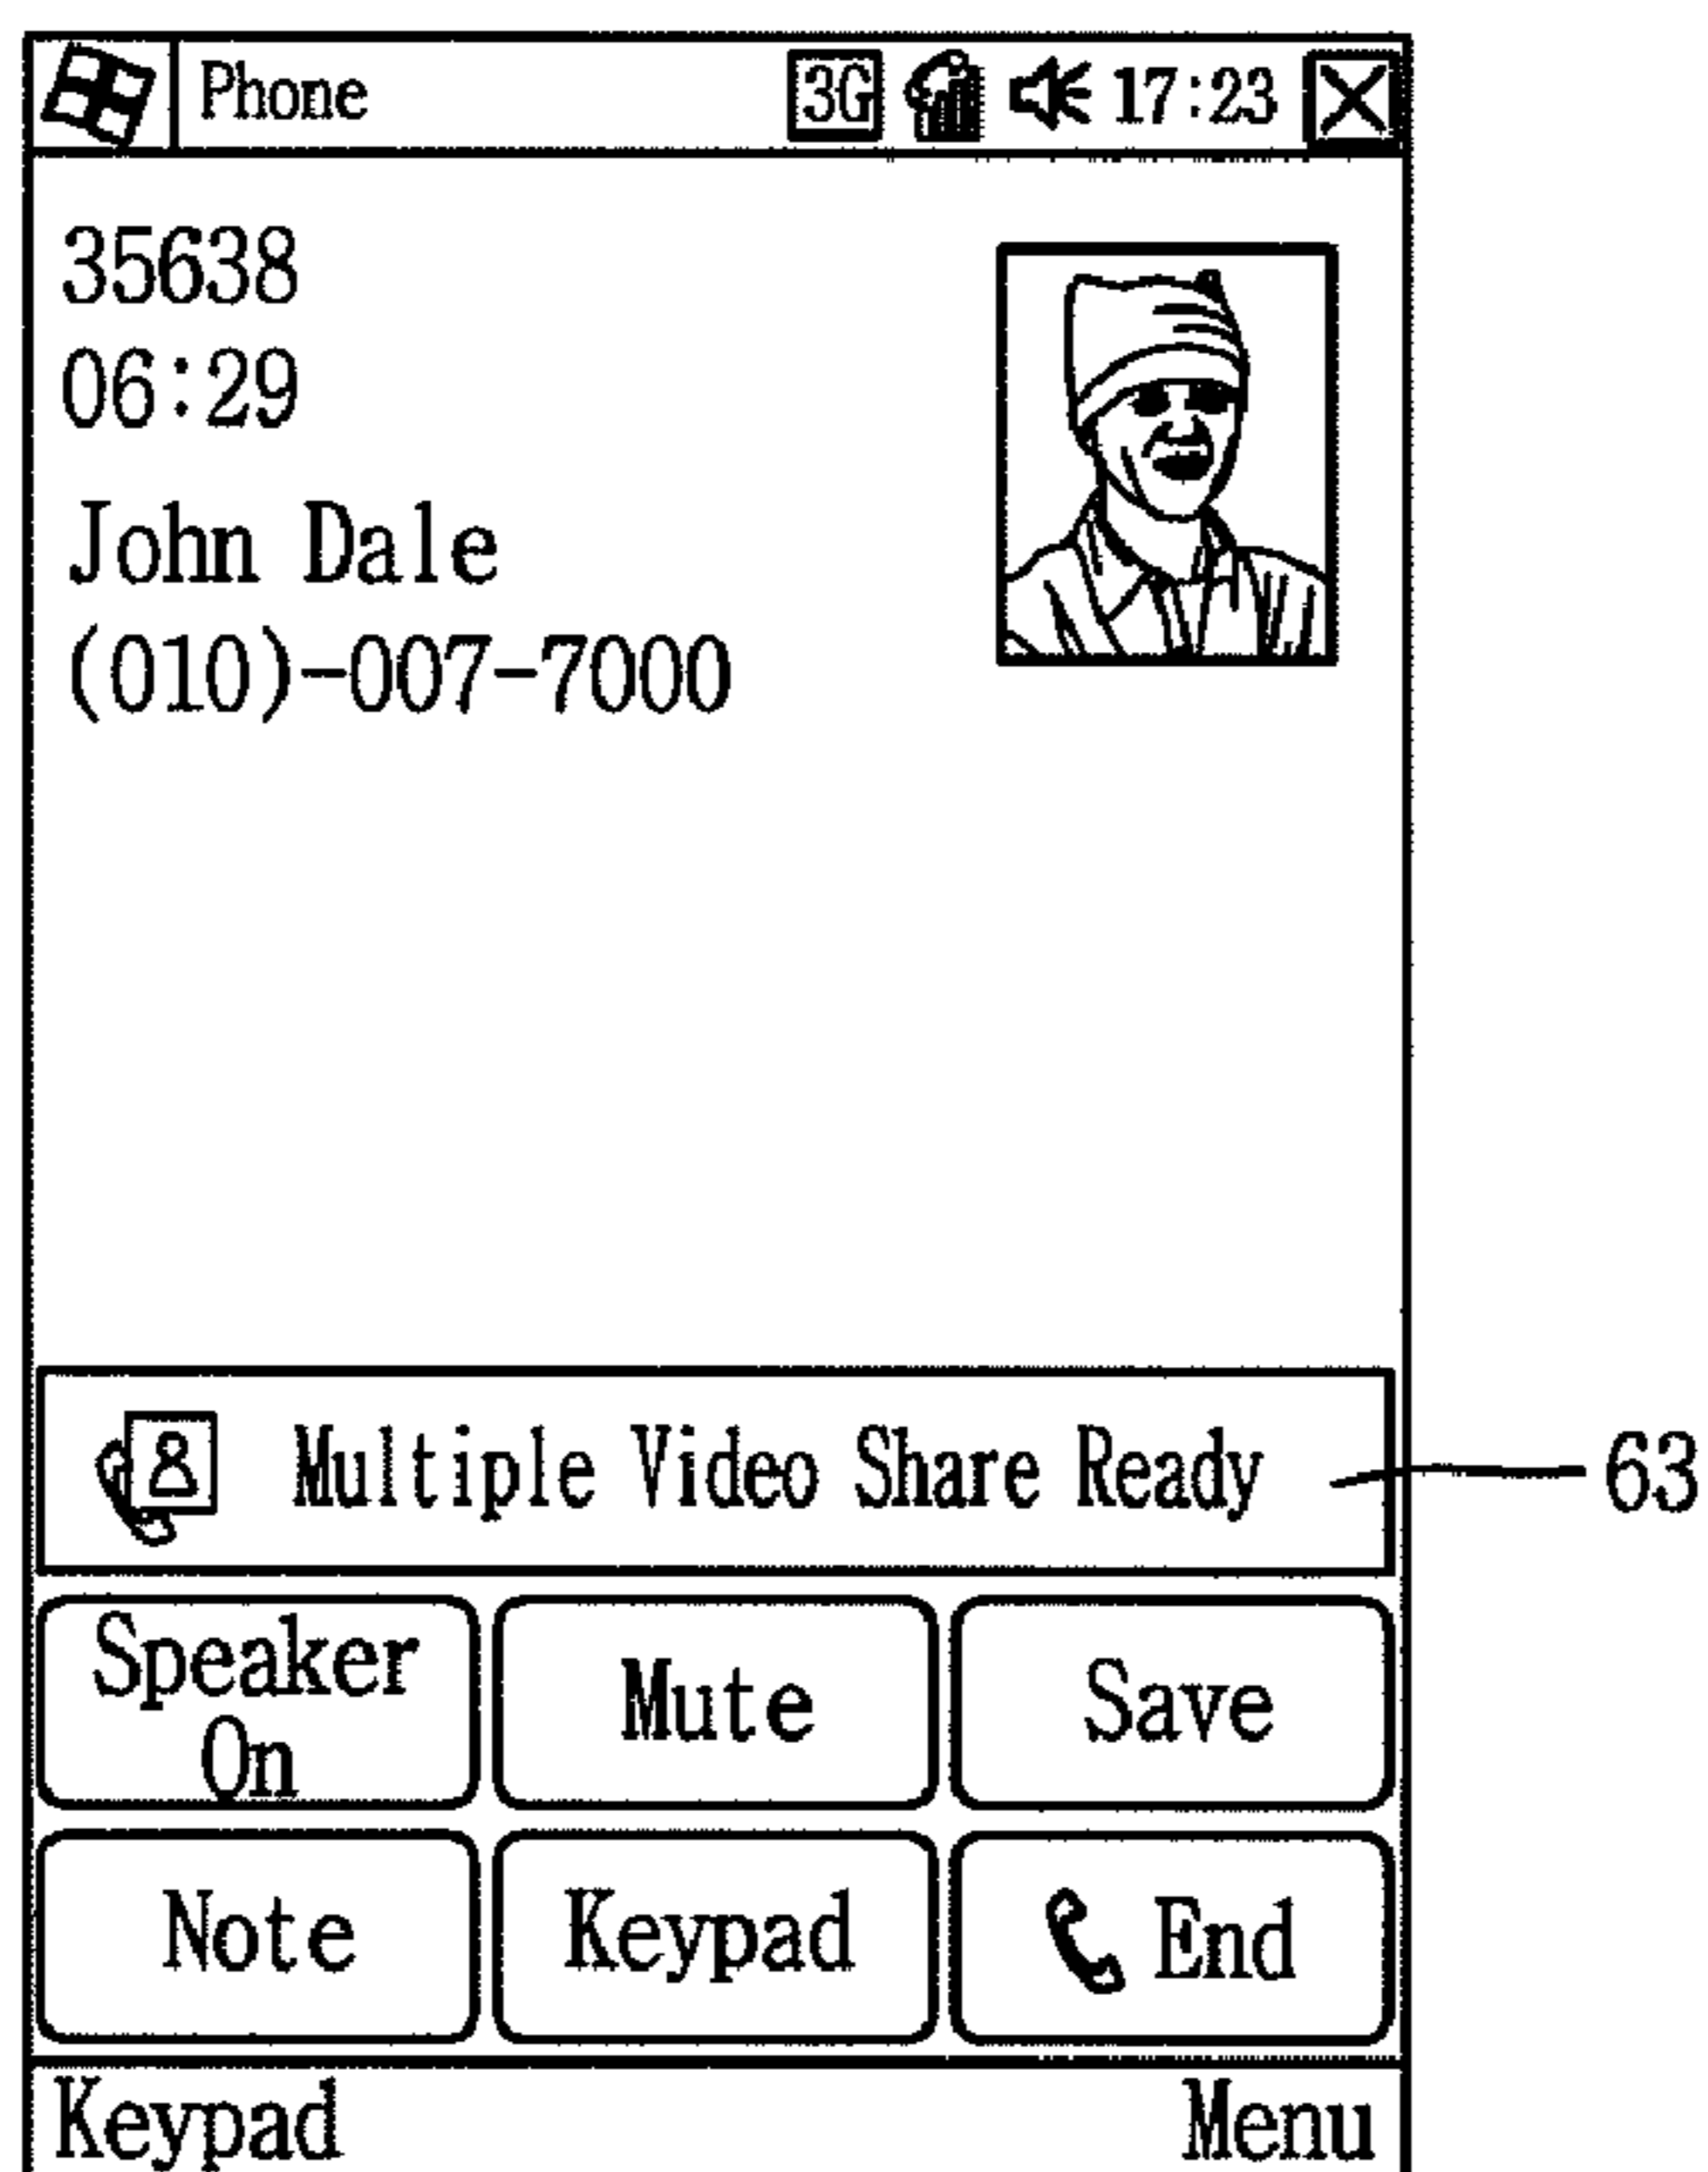 Phone 3G 17:23
35638
06:29
John Dale
(010)-007-7000
Multiple Video Share Ready
63
Speaker On
Mute
Save
Note
Keypad
End
Keypad
Menu